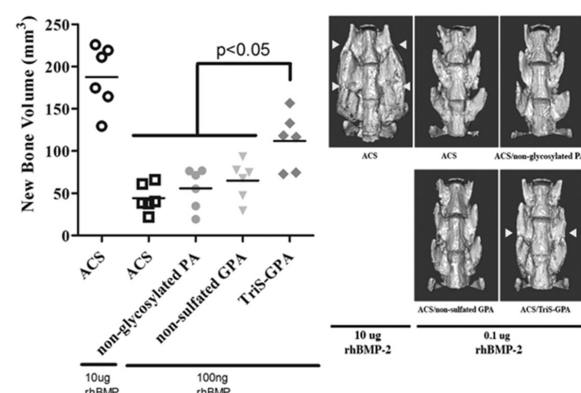 New Bone Volume (mm³)
250
200
150
100
50
0
p<0.05
ACS
ACS
non-glycosylated PA
non-sulfated GPA
TriS-GPA
10ug
rhBMP
100ng
rhBMP
ACS
ACS
ACS/non-glycosylated PA
ACS/non-sulfated GPA
ACS/TriS-GPA
10 ug
rhBMP-2
0.1 ug
rhBMP-2